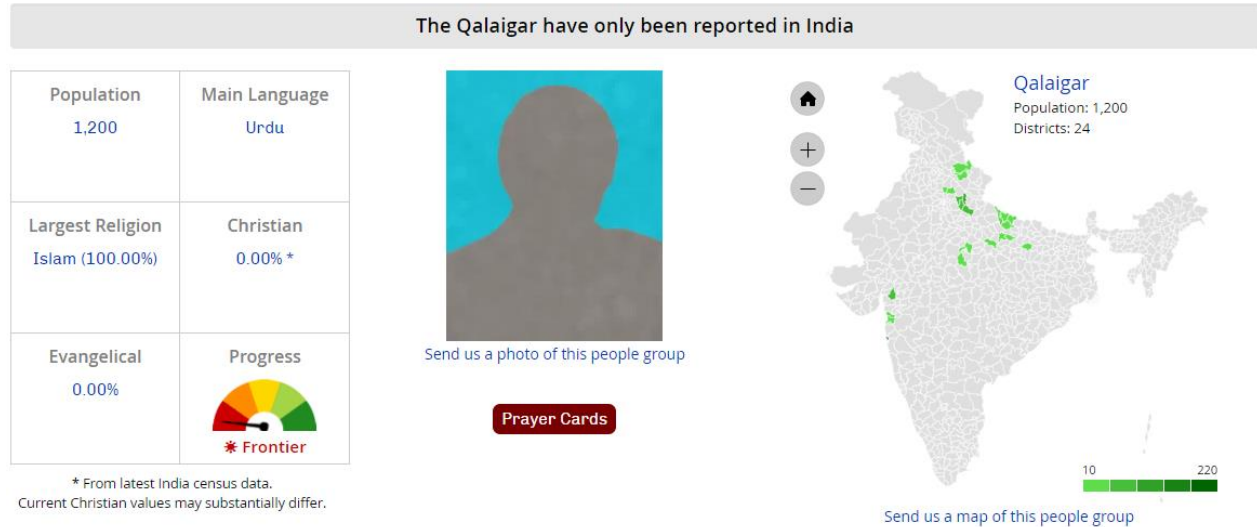 The Qalaigar have only been reported in India
Population
1,200
Main Language
Urdu
Largest Religion
Islam (100.00%)
Christian
0.00% *
Evangelical
0.00%
Progress
Frontier
* From latest India census data.
Current Christian values may substantially differ.
Send us a photo of this people group
Prayer Cards
Qalaigar
Population: 1,200
Districts: 24
10 220
Send us a map of this people group